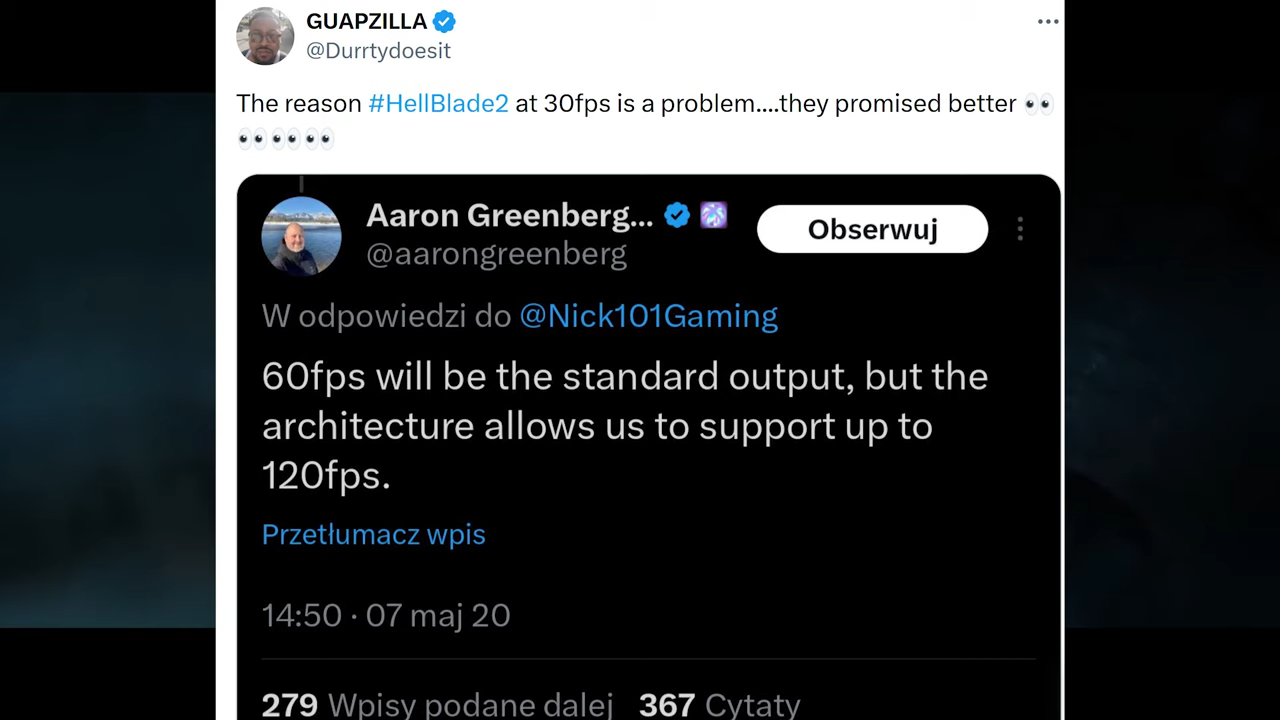 GUAPZILLA
@Durrtydoesit
The reason #HellBlade2 at 30fps is a problem....they promised better 👀
👀👀👀
Aaron Greenberg...
Obserwuj
@aarongreenberg
W odpowiedzi do @Nick101Gaming
60fps will be the standard output, but the
architecture allows us to support up to
120fps.
Przetłumacz wpis
14:50 · 07 maj 20
279 Wpisy podane dalej 367 Cytaty